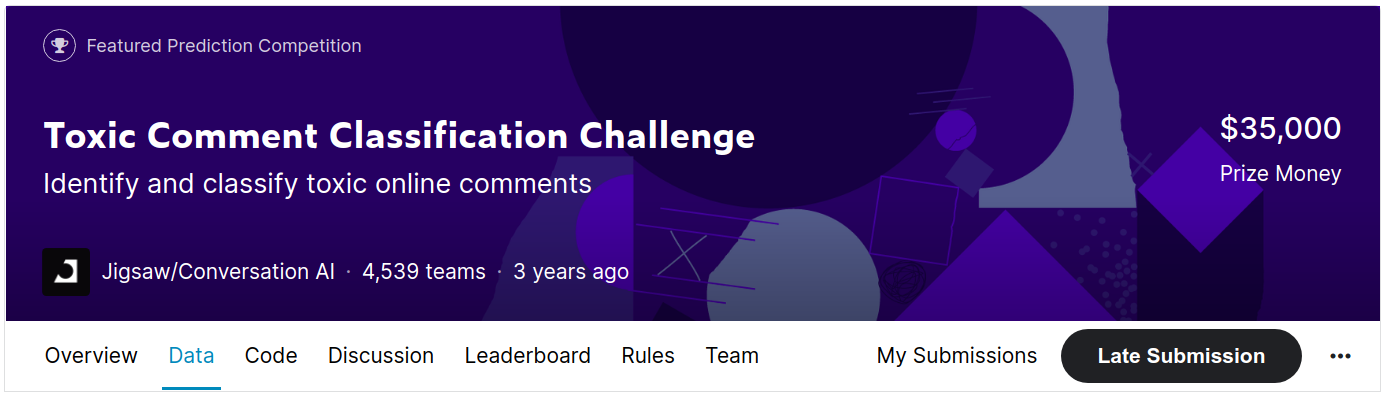 Featured Prediction Competition
Toxic Comment Classification Challenge
Identify and classify toxic online comments
$35,000
Prize Money
Jigsaw/Conversation AI · 4,539 teams · 3 years ago
Overview Data Code Discussion Leaderboard Rules Team My Submissions Late Submission